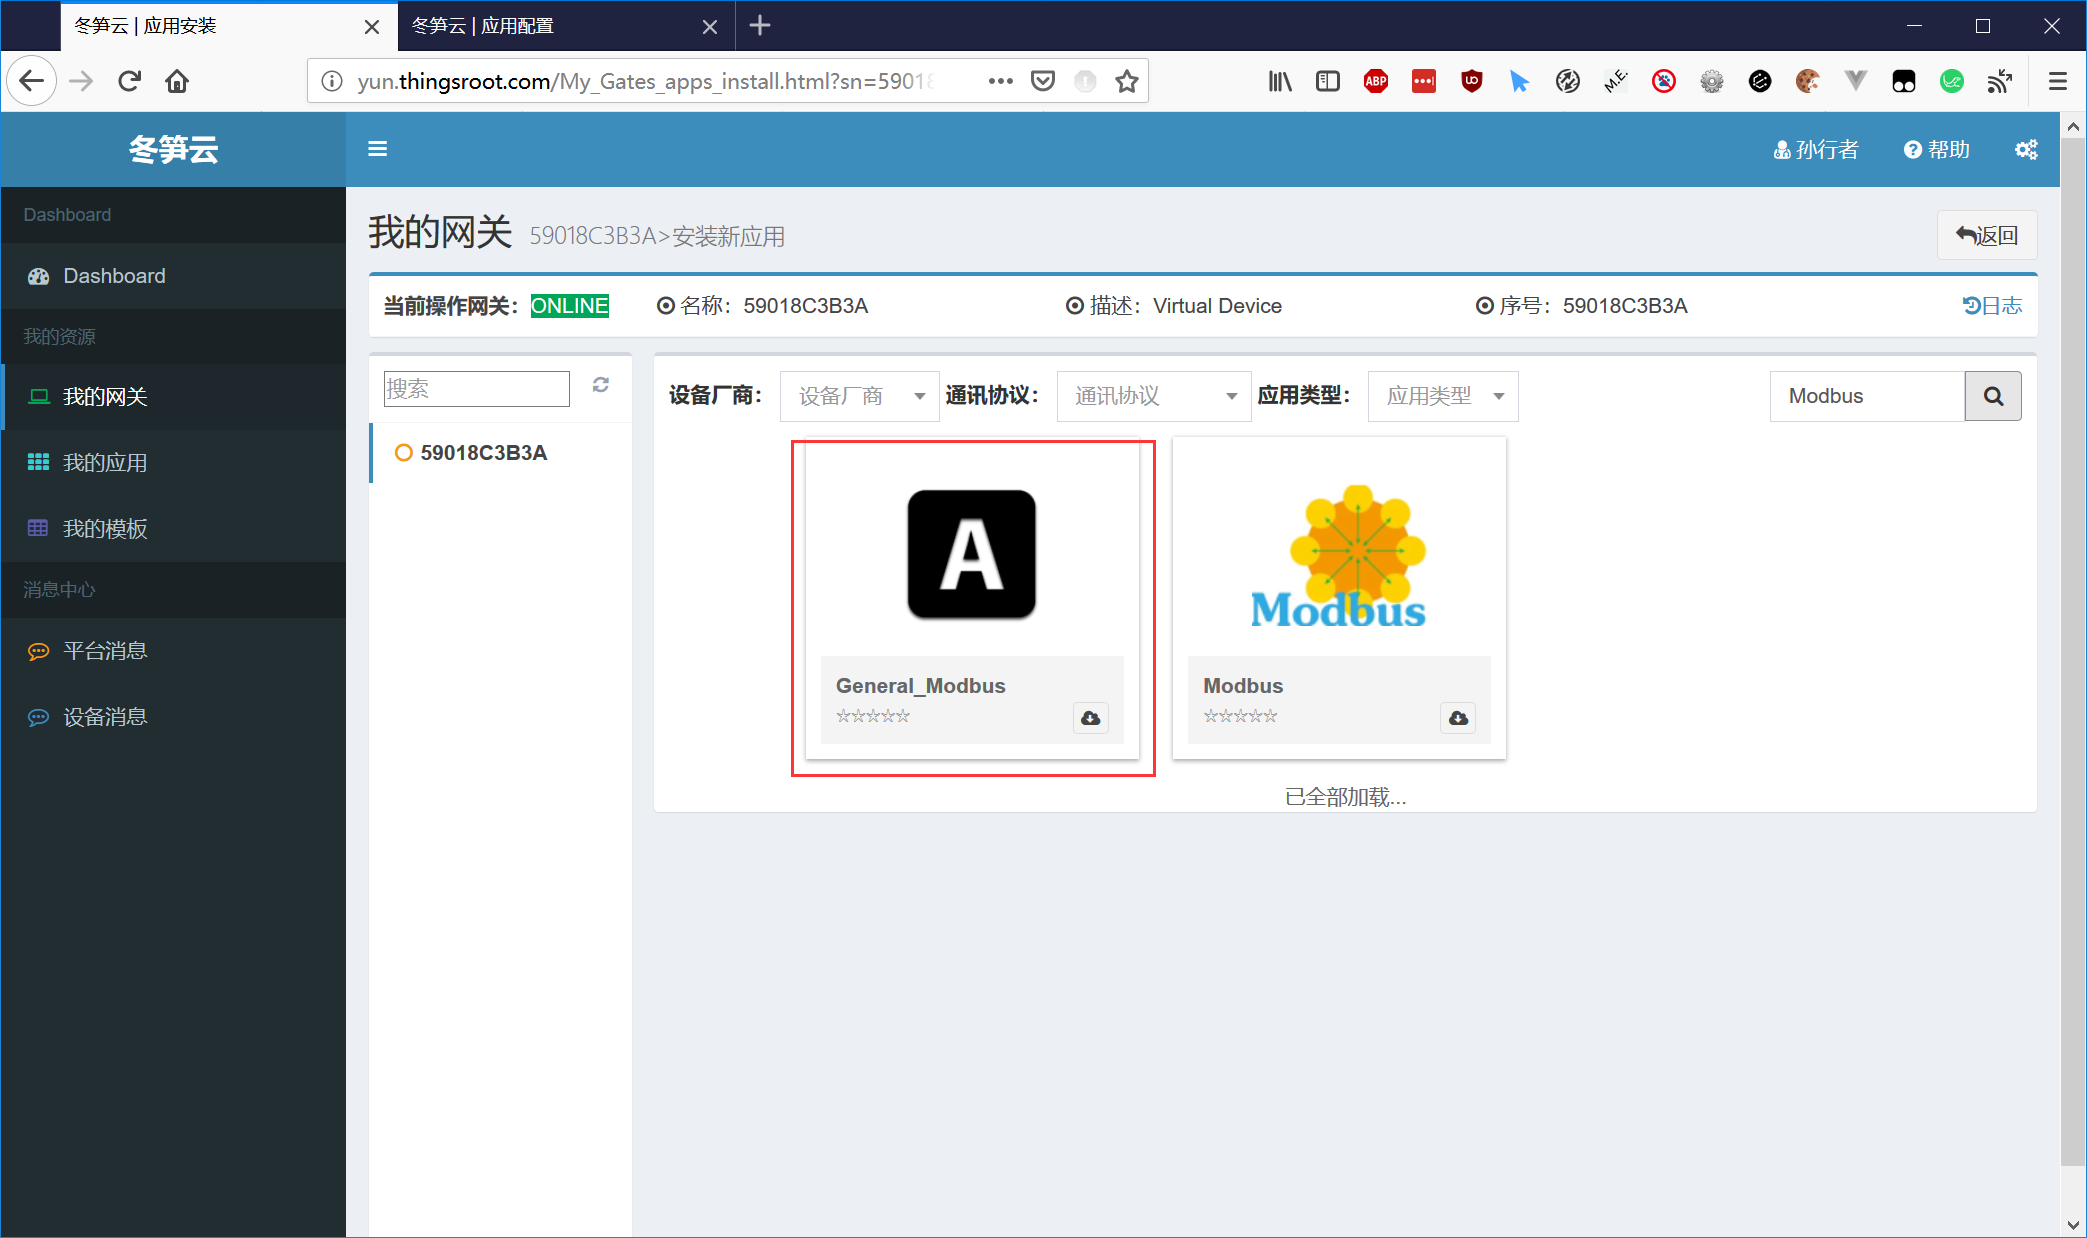 冬笋云 | 应用安装
冬笋云 | 应用配置
yun.thingsroot.com/My_Gates_apps_install.html?sn=59018
ABP
M.E.
冬笋云
孙行者
帮助
Dashboard
Dashboard
我的资源
我的网关
我的应用
我的模板
消息中心
平台消息
设备消息
我的网关 59018C3B3A>安装新应用
返回
当前操作网关： ONLINE 名称：59018C3B3A 描述：Virtual Device 序号：59018C3B3A 日志
搜索
59018C3B3A
设备厂商： 设备厂商 通讯协议： 通讯协议 应用类型： 应用类型 Modbus
A
General_Modbus
Modbus
Modbus
已全部加载...